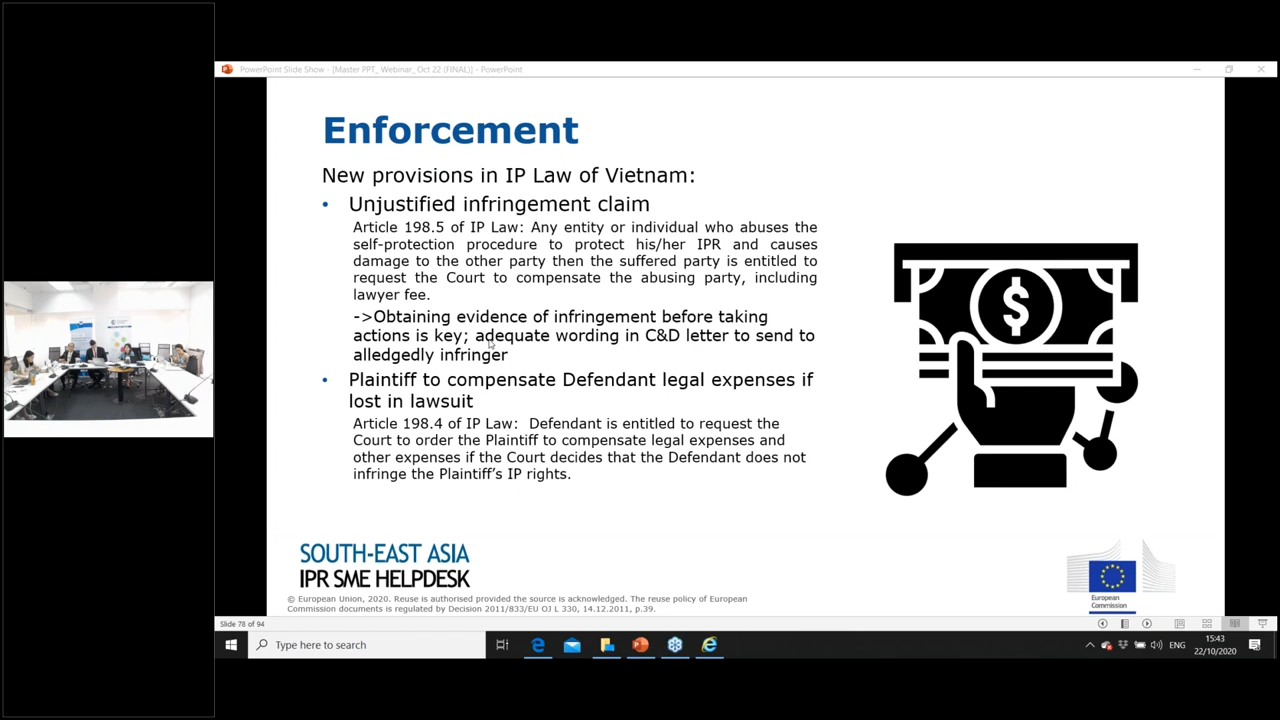 PowerPoint Slide Show - [Master PPT_ Webinar_ Oct 22 (FINAL)] - PowerPoint
Enforcement
New provisions in IP Law of Vietnam:
• Unjustified infringement claim
Article 198.5 of IP Law: Any entity or individual who abuses the
self-protection procedure to protect his/her IPR and causes
damage to the other party then the suffered party is entitled to
request the Court to compensate the abusing party, including
lawyer fee.
->Obtaining evidence of infringement before taking
actions is key; adequate wording in C&D letter to send to
alledgedly infringer
• Plaintiff to compensate Defendant legal expenses if
lost in lawsuit
Article 198.4 of IP Law: Defendant is entitled to request the
Court to order the Plaintiff to compensate legal expenses and
other expenses if the Court decides that the Defendant does not
infringe the Plaintiff's IP rights.
$
SOUTH-EAST ASIA
IPR SME HELPDESK
European
Commission
© European Union, 2020. Reuse is authorised provided the source is acknowledged. The reuse policy of European
Commission documents is regulated by Decision 2011/833/EU OJ L 330, 14.12.2011, p.39.
Slide 78 of 94
Type here to search
ENG
15:43
22/10/2020